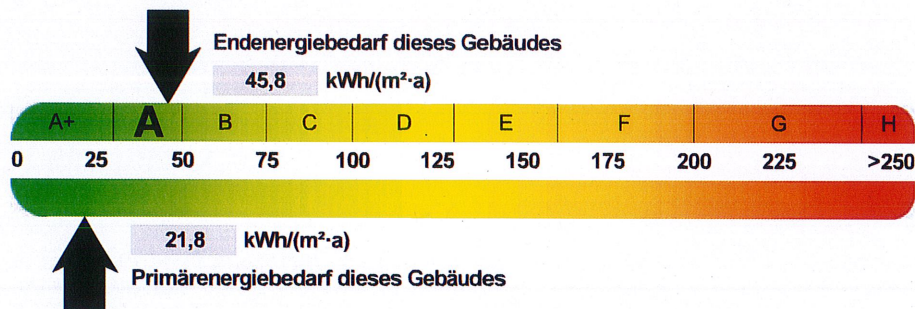 Endenergiebedarf dieses Gebäudes
45,8 kWh/(m²·a)
A+ A B C D E F G H
0 25 50 75 100 125 150 175 200 225 >250
21,8 kWh/(m²·a)
Primärenergiebedarf dieses Gebäudes